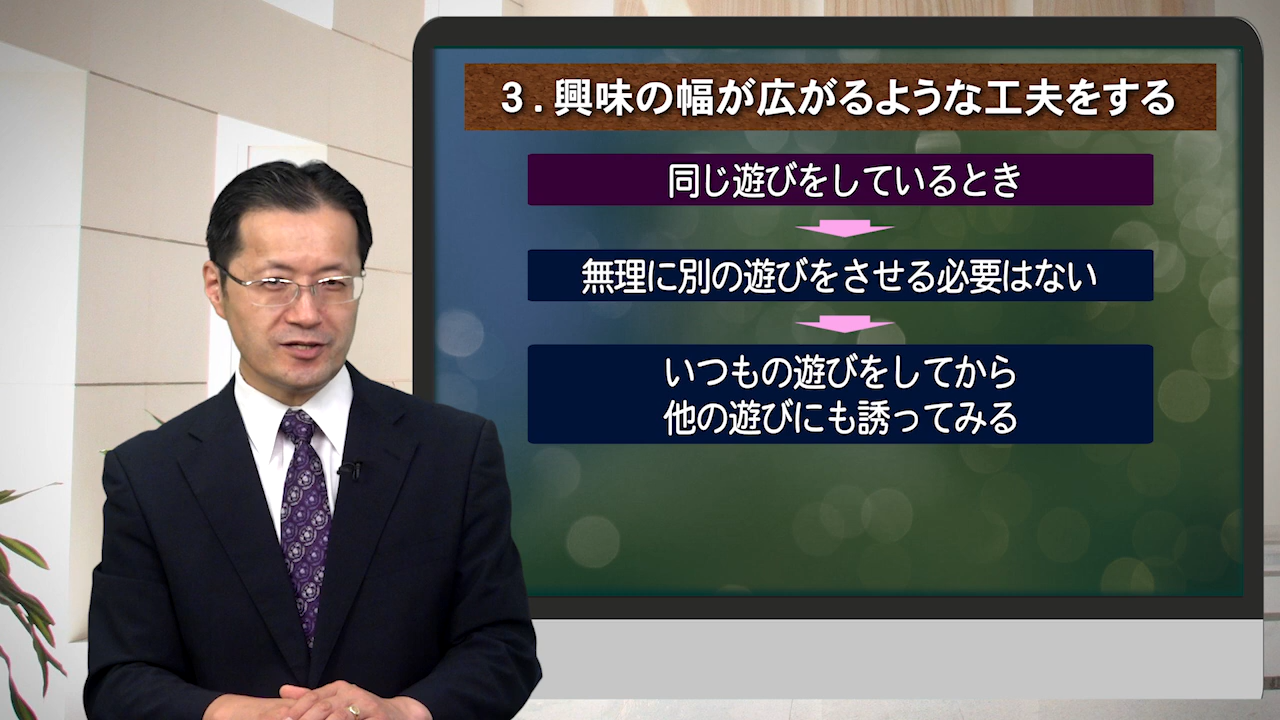 ３.興味の幅が広がるような工夫をする
同じ遊びをしているとき
無理に別の遊びをさせる必要はない
いつもの遊びをしてから
他の遊びにも誘ってみる